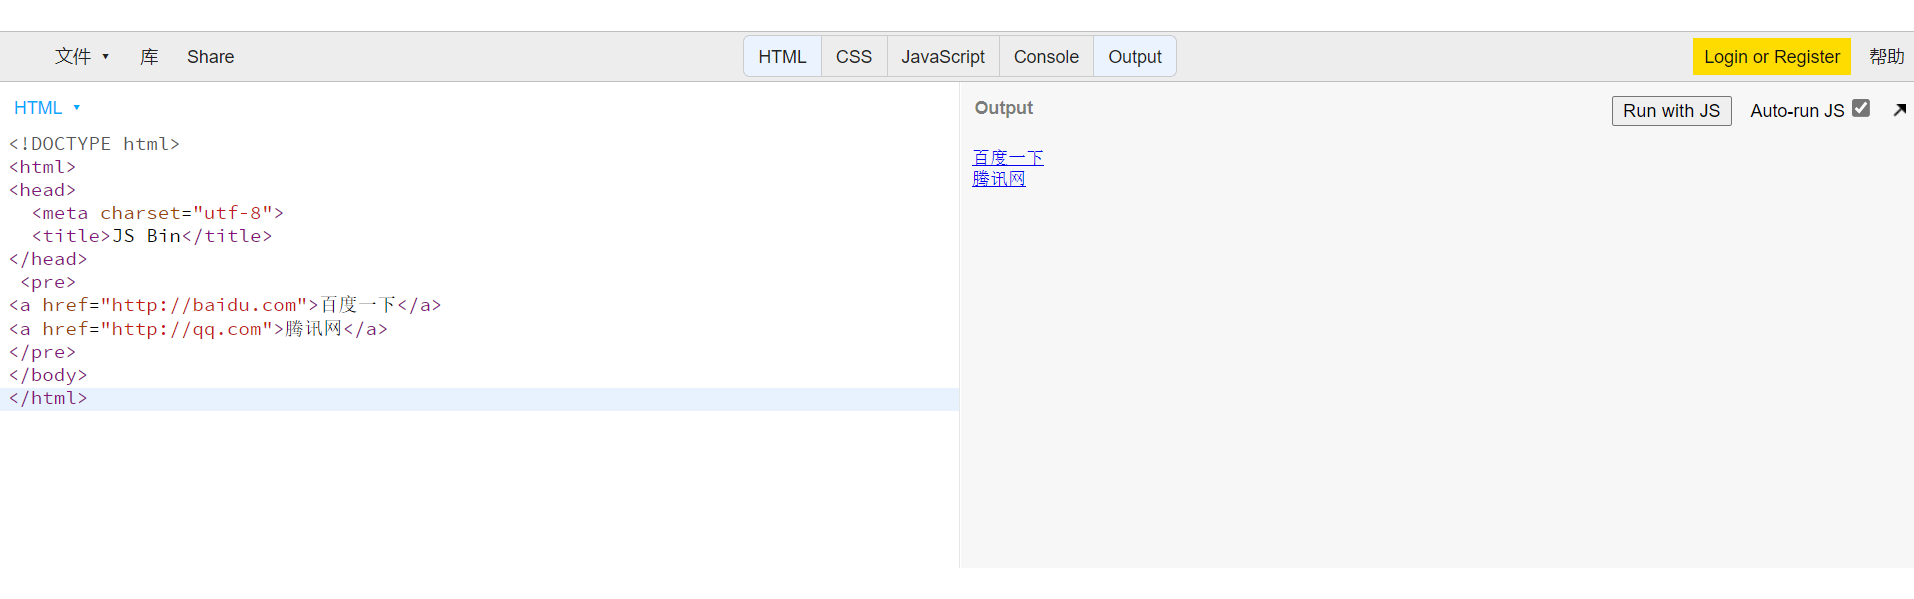 文件 ▼ 库 Share HTML CSS JavaScript Console Output Login or Register 帮助
HTML ▼
<!DOCTYPE html>
<html>
<head>
  <meta charset="utf-8">
  <title>JS Bin</title>
</head>
 <pre>
<a href="http://baidu.com">百度一下</a>
<a href="http://qq.com">腾讯网</a>
</pre>
</body>
</html>
Output Run with JS Auto-run JS
百度一下
腾讯网